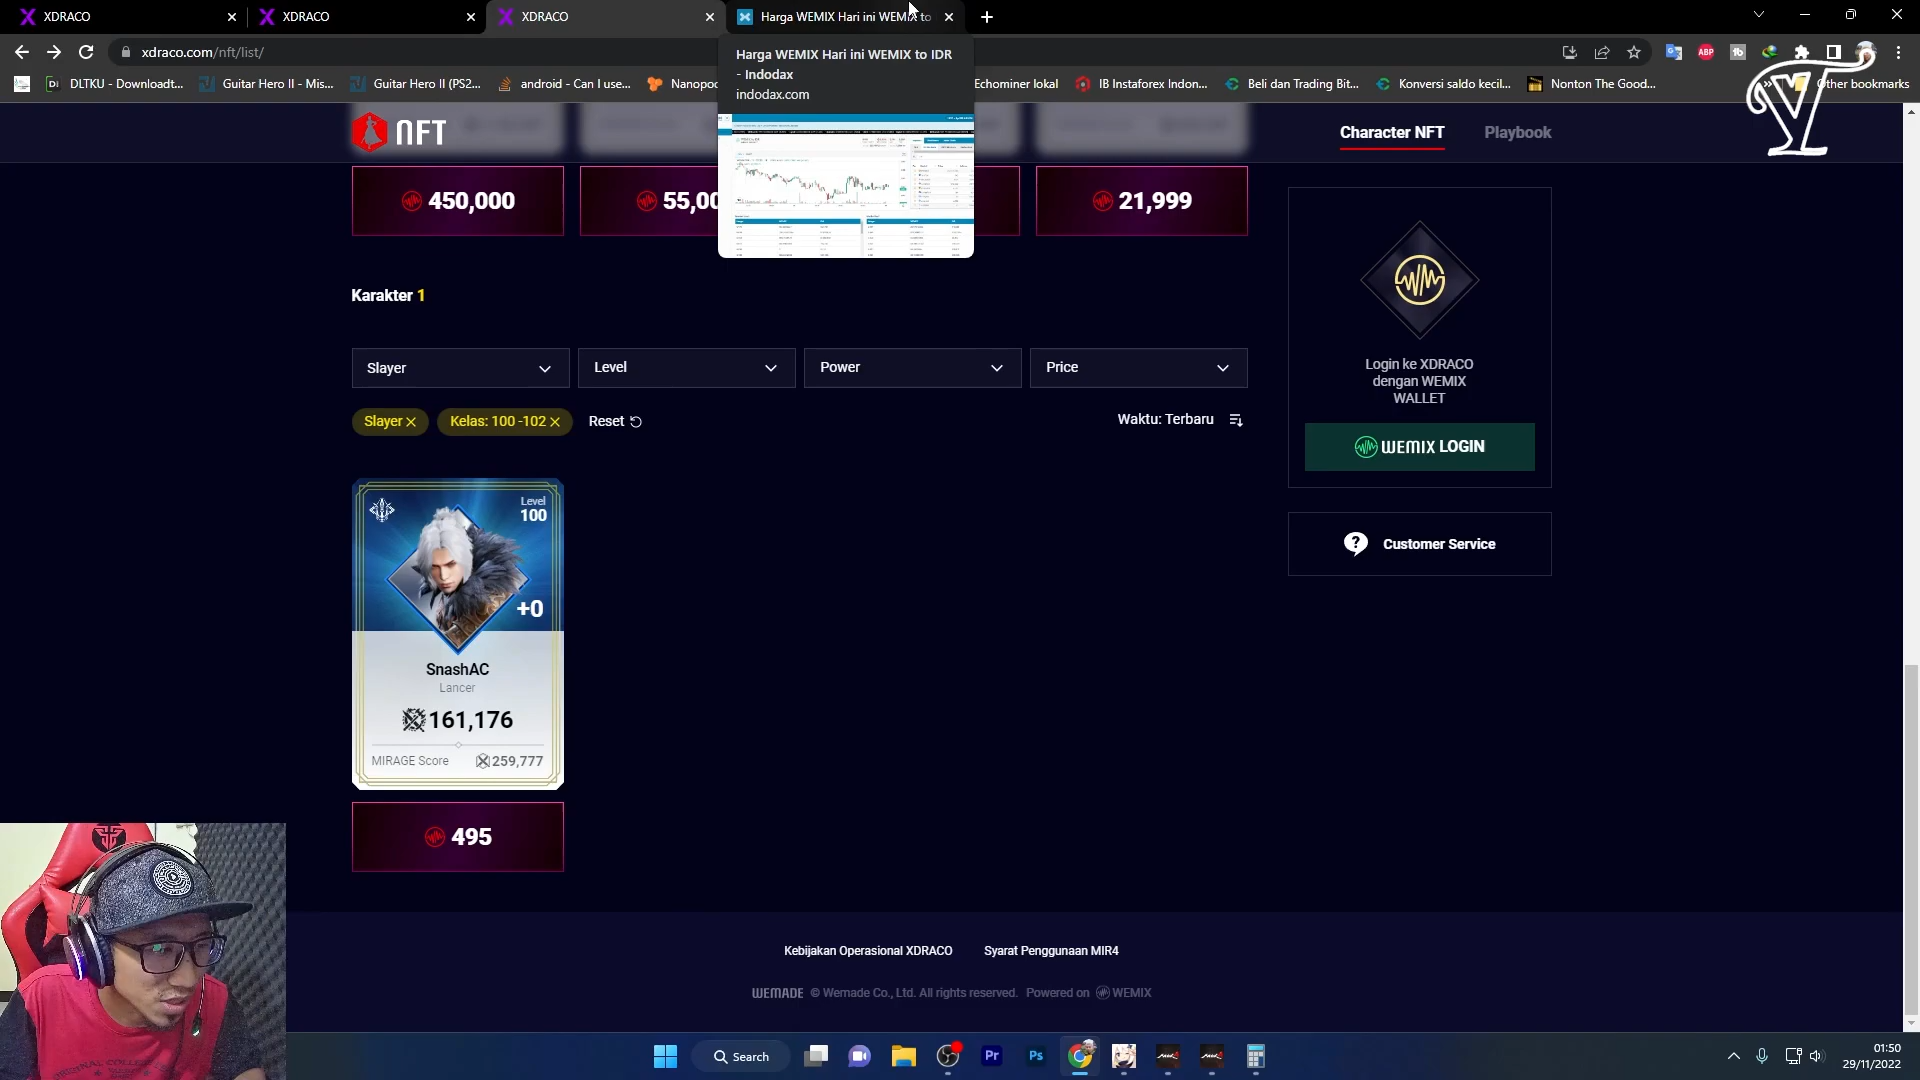 XDRACO
XDRACO
XDRACO
Harga WEMIX Hari ini WEMIX to
xdraco.com/nft/list/
Harga WEMIX Hari ini WEMIX to IDR
- Indodax
indodax.com
DLTKU - Downloadt...
Guitar Hero II - Mis...
Guitar Hero II (PS2...
android - Can I use...
Nanopo
Echominer lokal
IB Instaforex Indon...
Beli dan Trading Bit...
Konversi saldo kecil...
Nonton The Good...
Other bookmarks
NFT
Character NFT
Playbook
450,000
55,00
21,999
Karakter 1
Slayer
Level
Power
Price
Slayer
Kelas: 100 -102
Reset
Waktu: Terbaru
Level
100
+0
SnashAC
Lancer
161,176
MIRAGE Score
259,777
495
Login ke XDRACO
dengan WEMIX
WALLET
WEMIX LOGIN
Customer Service
Kebijakan Operasional XDRACO
Syarat Penggunaan MIR4
WEMADE © Wemade Co., Ltd. All rights reserved. Powered on WEMIX
Search
Pr
Ps
01:50
29/11/2022